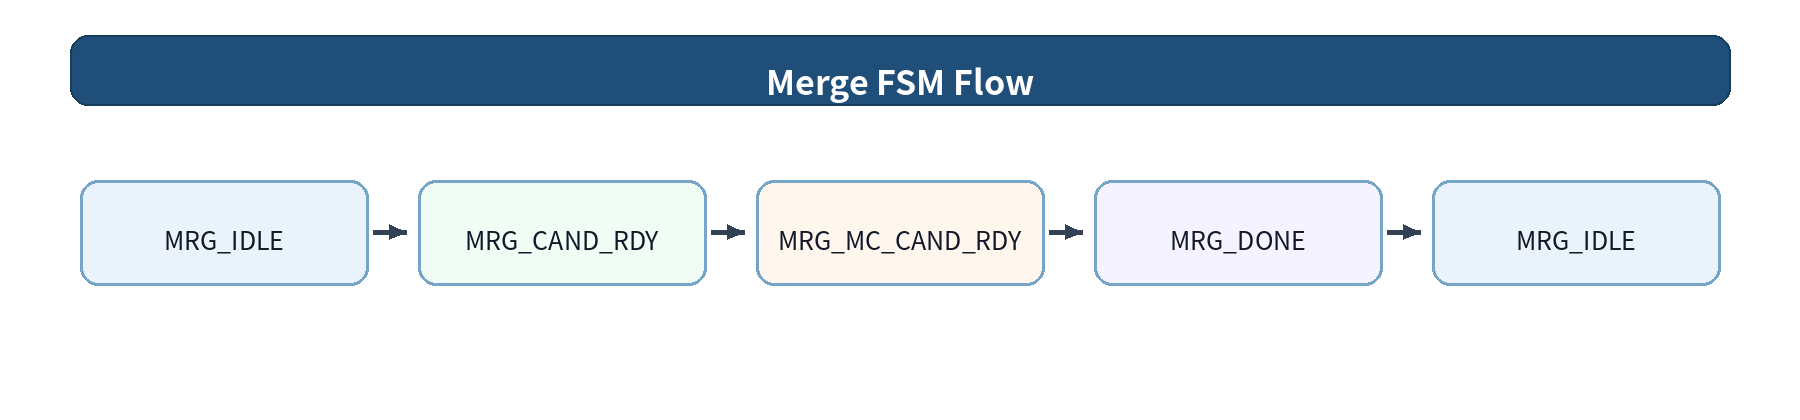 Merge FSM Flow
MRG_IDLE
MRG_CAND_RDY
MRG_MC_CAND_RDY
MRG_DONE
MRG_IDLE